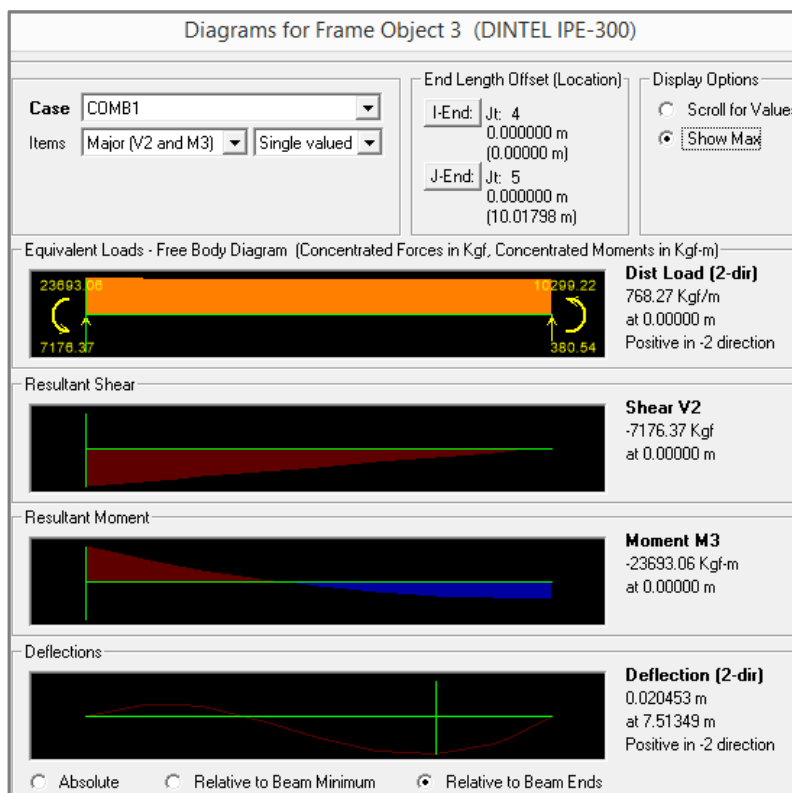 Diagrams for Frame Object 3 (DINTEL IPE-300)
Case COMB1
Items Major (V2 and M3) Single valued
End Length Offset (Location)
I-End: Jt: 4
0.000000 m
(0.00000 m)
J-End: Jt: 5
0.000000 m
(10.01798 m)
Display Options
Scroll for Values
Show Max
Equivalent Loads - Free Body Diagram (Concentrated Forces in Kgf, Concentrated Moments in Kgf-m)
23693.06 10299.22
7176.37 380.54
Dist Load (2-dir)
768.27 Kgf/m
at 0.00000 m
Positive in -2 direction
Resultant Shear
Shear V2
-7176.37 Kgf
at 0.00000 m
Resultant Moment
Moment M3
-23693.06 Kgf-m
at 0.00000 m
Deflections
Deflection (2-dir)
0.020453 m
at 7.51349 m
Positive in -2 direction
Absolute Relative to Beam Minimum Relative to Beam Ends